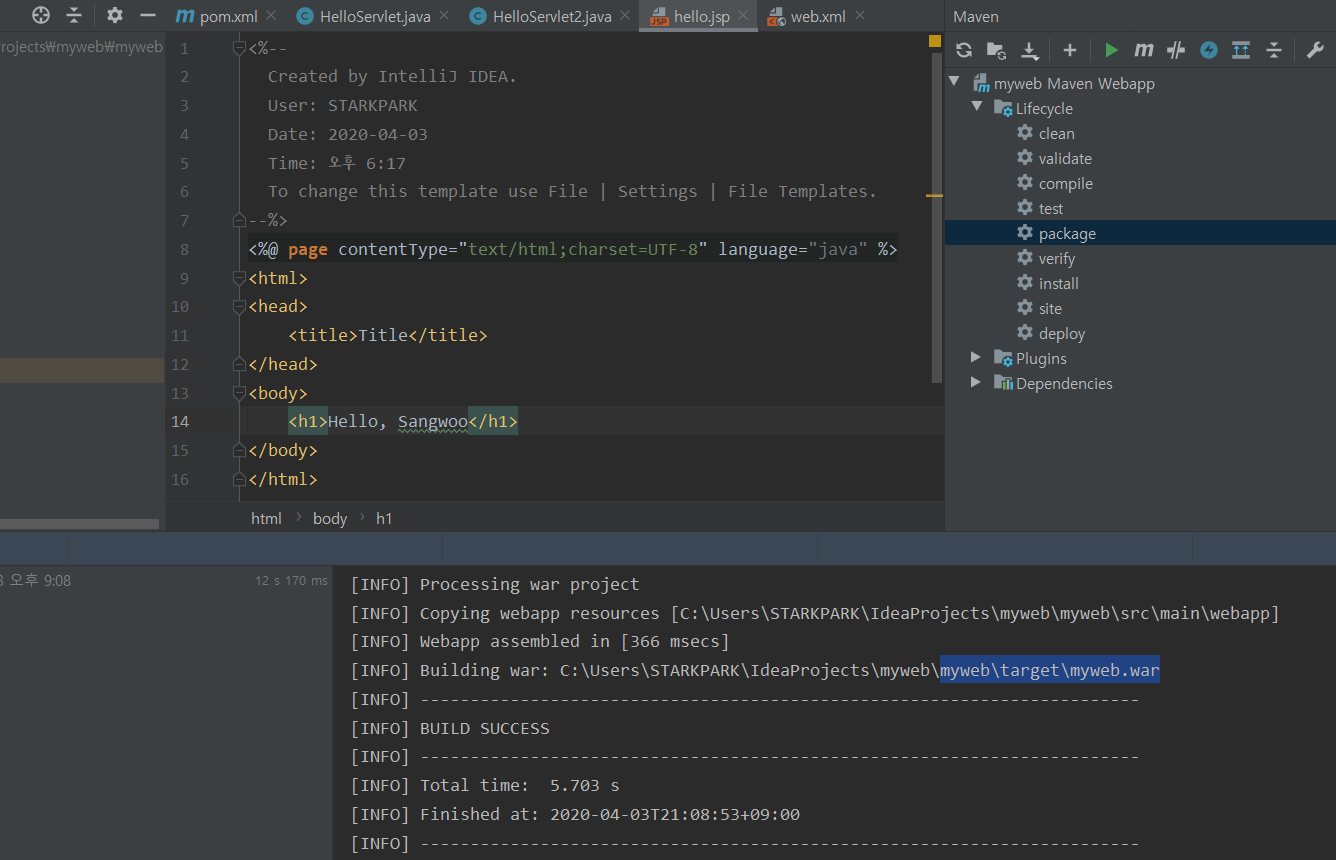 pom.xml HelloServlet.java HelloServlet2.java hello.jsp web.xml
Maven
rojects₩myweb₩myweb
1 <%--
2 Created by IntelliJ IDEA.
3 User: STARKPARK
4 Date: 2020-04-03
5 Time: 오후 6:17
6 To change this template use File | Settings | File Templates.
7 --%>
8 <%@ page contentType="text/html;charset=UTF-8" language="java" %>
9 <html>
10 <head>
11 <title>Title</title>
12 </head>
13 <body>
14 <h1>Hello, Sangwoo</h1>
15 </body>
16 </html>
html › body › h1
myweb Maven Webapp
Lifecycle
clean
validate
compile
test
package
verify
install
site
deploy
Plugins
Dependencies
오후 9:08 12 s 170 ms
[INFO] Processing war project
[INFO] Copying webapp resources [C:\Users\STARKPARK\IdeaProjects\myweb\myweb\src\main\webapp]
[INFO] Webapp assembled in [366 msecs]
[INFO] Building war: C:\Users\STARKPARK\IdeaProjects\myweb\myweb\target\myweb.war
[INFO] ------------------------------------------------------------------------
[INFO] BUILD SUCCESS
[INFO] ------------------------------------------------------------------------
[INFO] Total time:  5.703 s
[INFO] Finished at: 2020-04-03T21:08:53+09:00
[INFO] ------------------------------------------------------------------------